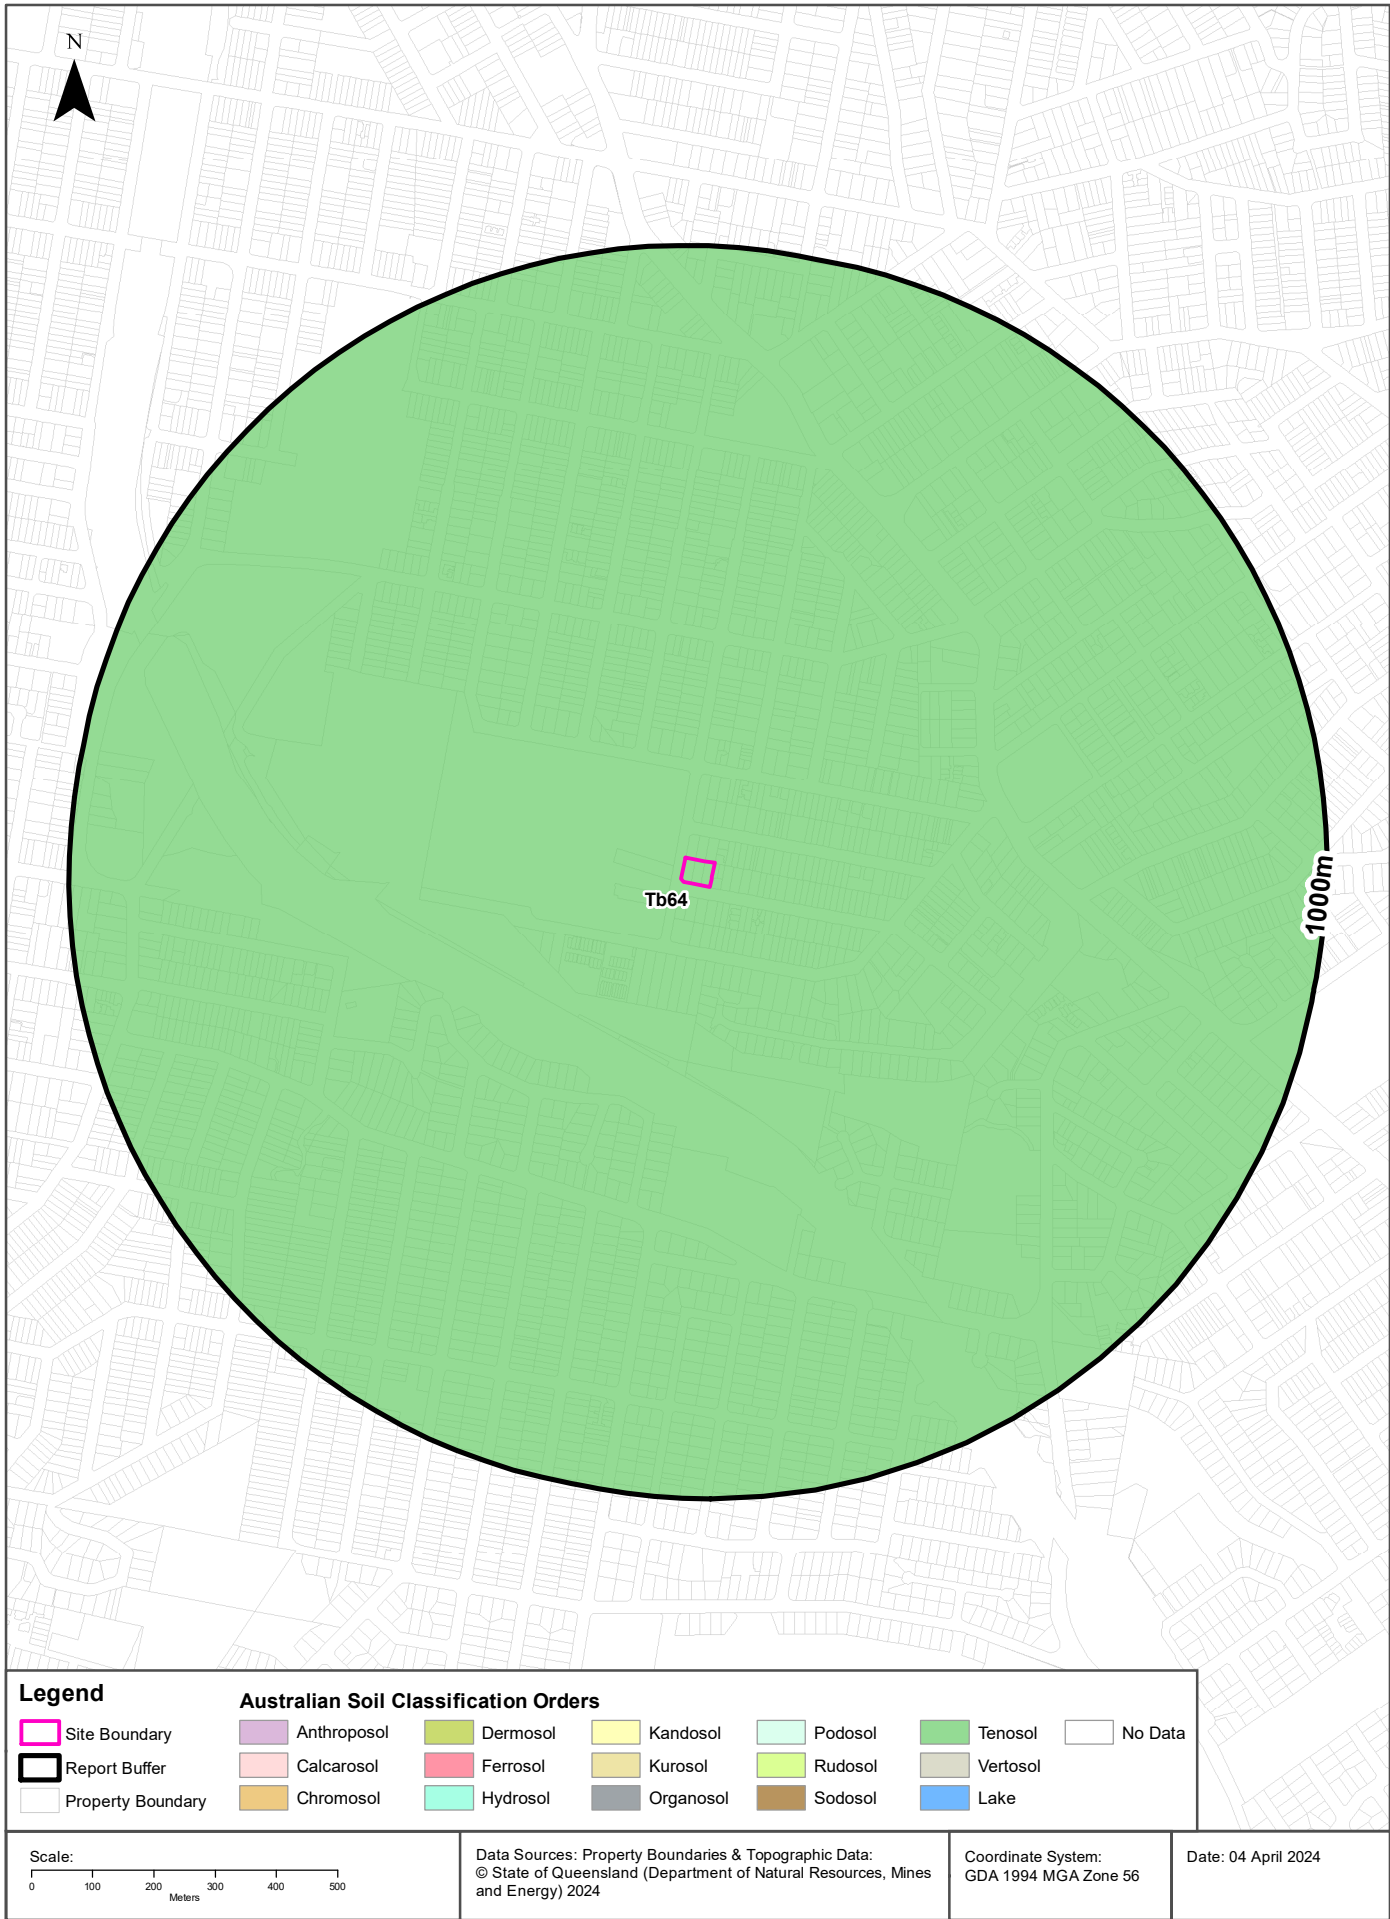 N
Tb64
1000m
Legend
Site Boundary
Report Buffer
Property Boundary
Australian Soil Classification Orders
Anthroposol
Calcarosol
Chromosol
Dermosol
Ferrosol
Hydrosol
Kandosol
Kurosol
Organosol
Podosol
Rudosol
Sodosol
Tenosol
Vertosol
Lake
No Data
Scale:
0 100 200 300 400 500
Meters
Data Sources: Property Boundaries & Topographic Data:
© State of Queensland (Department of Natural Resources, Mines
and Energy) 2024
Coordinate System:
GDA 1994 MGA Zone 56
Date: 04 April 2024